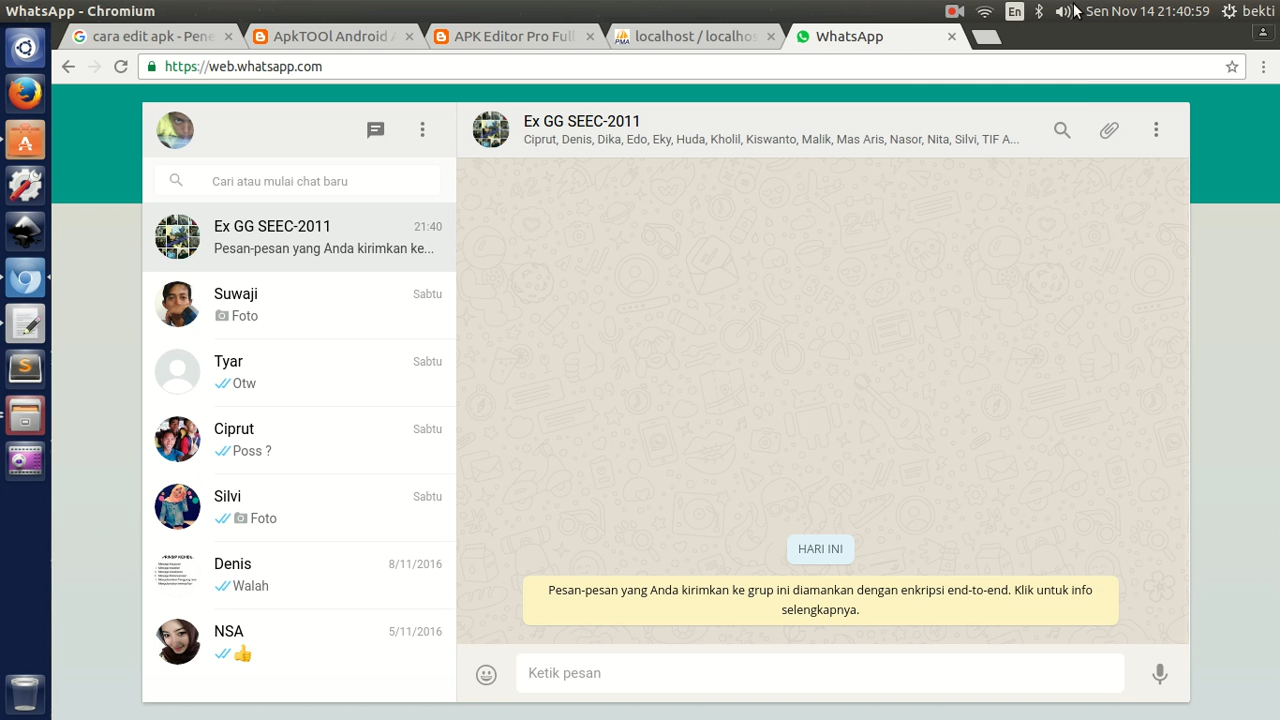 WhatsApp - Chromium
En
Sen Nov 14 21:40:59
bekti
cara edit apk - Pene
ApkTOOl Android A
APK Editor Pro Full
localhost / localhos
WhatsApp
https://web.whatsapp.com
Ex GG SEEC-2011
Ciprut, Denis, Dika, Edo, Eky, Huda, Kholil, Kiswanto, Malik, Mas Aris, Nasor, Nita, Silvi, TIF A...
Cari atau mulai chat baru
Ex GG SEEC-2011
21:40
Pesan-pesan yang Anda kirimkan ke...
Suwaji
Sabtu
Foto
Tyar
Sabtu
Otw
Ciprut
Sabtu
Poss ?
Silvi
Sabtu
Foto
Denis
8/11/2016
Walah
NSA
5/11/2016
👍
HARI INI
Pesan-pesan yang Anda kirimkan ke grup ini diamankan dengan enkripsi end-to-end. Klik untuk info
selengkapnya.
Ketik pesan